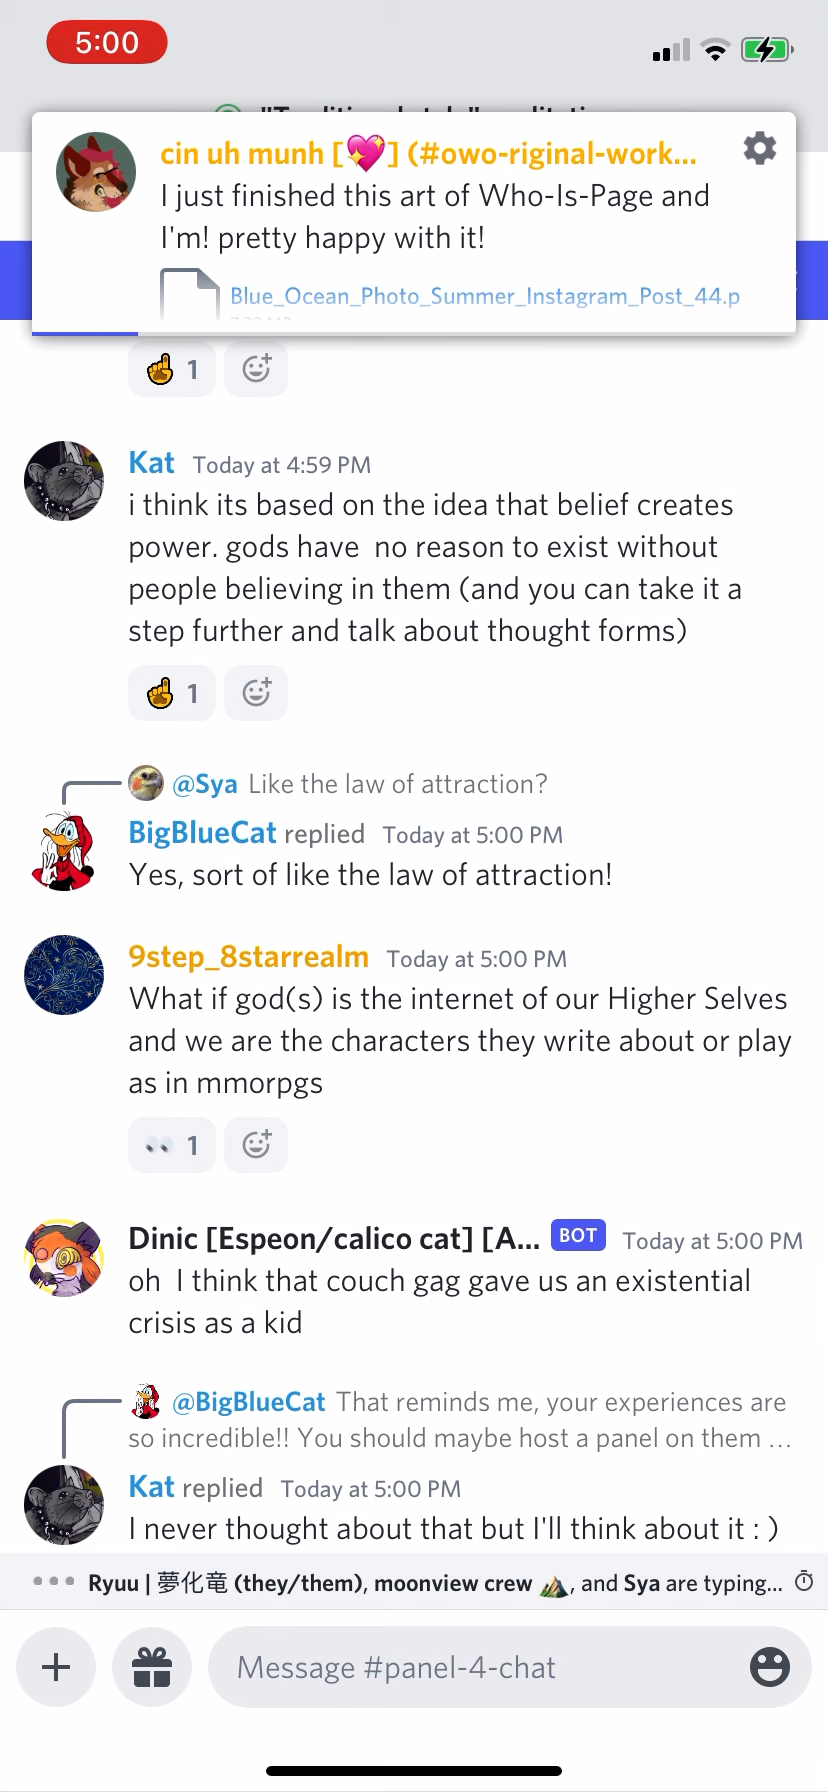 5:00
cin uh munh [💖] (#owo-riginal-work...
I just finished this art of Who-Is-Page and
I'm! pretty happy with it!
Blue_Ocean_Photo_Summer_Instagram_Post_44.p
1
Kat Today at 4:59 PM
i think its based on the idea that belief creates
power. gods have no reason to exist without
people believing in them (and you can take it a
step further and talk about thought forms)
1
@Sya Like the law of attraction?
BigBlueCat replied Today at 5:00 PM
Yes, sort of like the law of attraction!
9step_8starrealm Today at 5:00 PM
What if god(s) is the internet of our Higher Selves
and we are the characters they write about or play
as in mmorpgs
1
Dinic [Espeon/calico cat] [A... BOT Today at 5:00 PM
oh I think that couch gag gave us an existential
crisis as a kid
@BigBlueCat That reminds me, your experiences are
so incredible!! You should maybe host a panel on them ...
Kat replied Today at 5:00 PM
I never thought about that but I'll think about it : )
Ryuu | 夢化竜 (they/them), moonview crew ⛰️, and Sya are typing...
Message #panel-4-chat